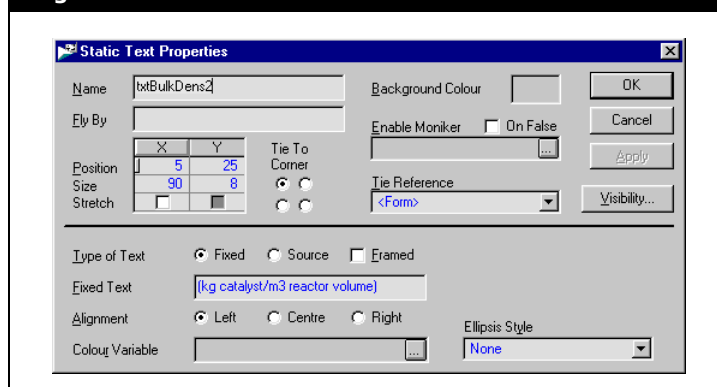 Static Text Properties
Name txtBulkDens2 Background Colour OK
Fly By Enable Moniker On False Cancel
X Y Tie To Corner ... Apply
Position 5 25
Size 90 8 Tie Reference
Stretch <Form> Visibility...
Type of Text Fixed Source Framed
Fixed Text (kg catalyst/m3 reactor volume)
Alignment Left Centre Right Ellipsis Style
Colour Variable ... None